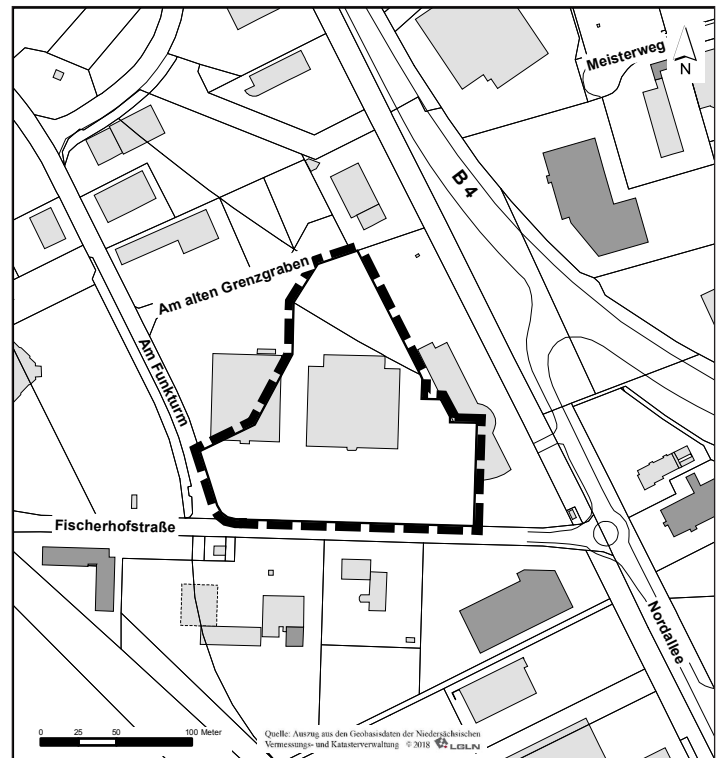 Meisterweg
N
B 4
Am alten Grenzgraben
Am Funkturm
Fischerhofstraße
Nordallee
0 25 50 100 Meter
Quelle: Auszug aus den Geobasisdaten der Niedersächsischen
Vermessungs- und Katasterverwaltung © 2018 LGLN